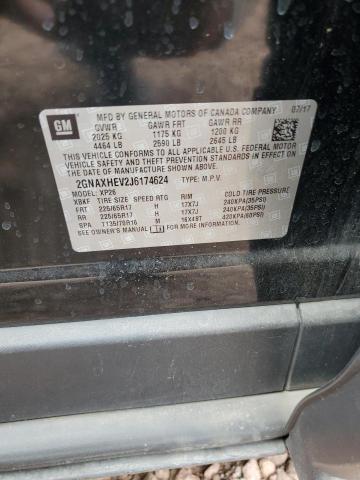 GM
MFD BY GENERAL MOTORS OF CANADA COMPANY 07/17
GVWR GAWR FRT GAWR RR
2025 KG 1175 KG 1200 KG
4464 LB 2590 LB 2645 LB
THIS VEHICLE CONFORMS TO ALL APPLICABLE U.S. FEDERAL MOTOR
VEHICLE SAFETY AND THEFT PREVENTION STANDARDS IN
EFFECT ON THE DATE OF MANUFACTURE SHOWN ABOVE.
2GNAXHEV2J6174624 TYPE: M.P.V.
MODEL: XP26
XBKF TIRE SIZE SPEED RTG RIM COLD TIRE PRESSURE
FRT 225/65R17 H 17X7J 240KPA(35PSI)
RR 225/65R17 H 17X7J 240KPA(35PSI)
SPA T135/70R16 M 16X4BT 420KPA(60PSI)
SEE OWNER'S MANUAL FOR ADDITIONAL INFORMATION.